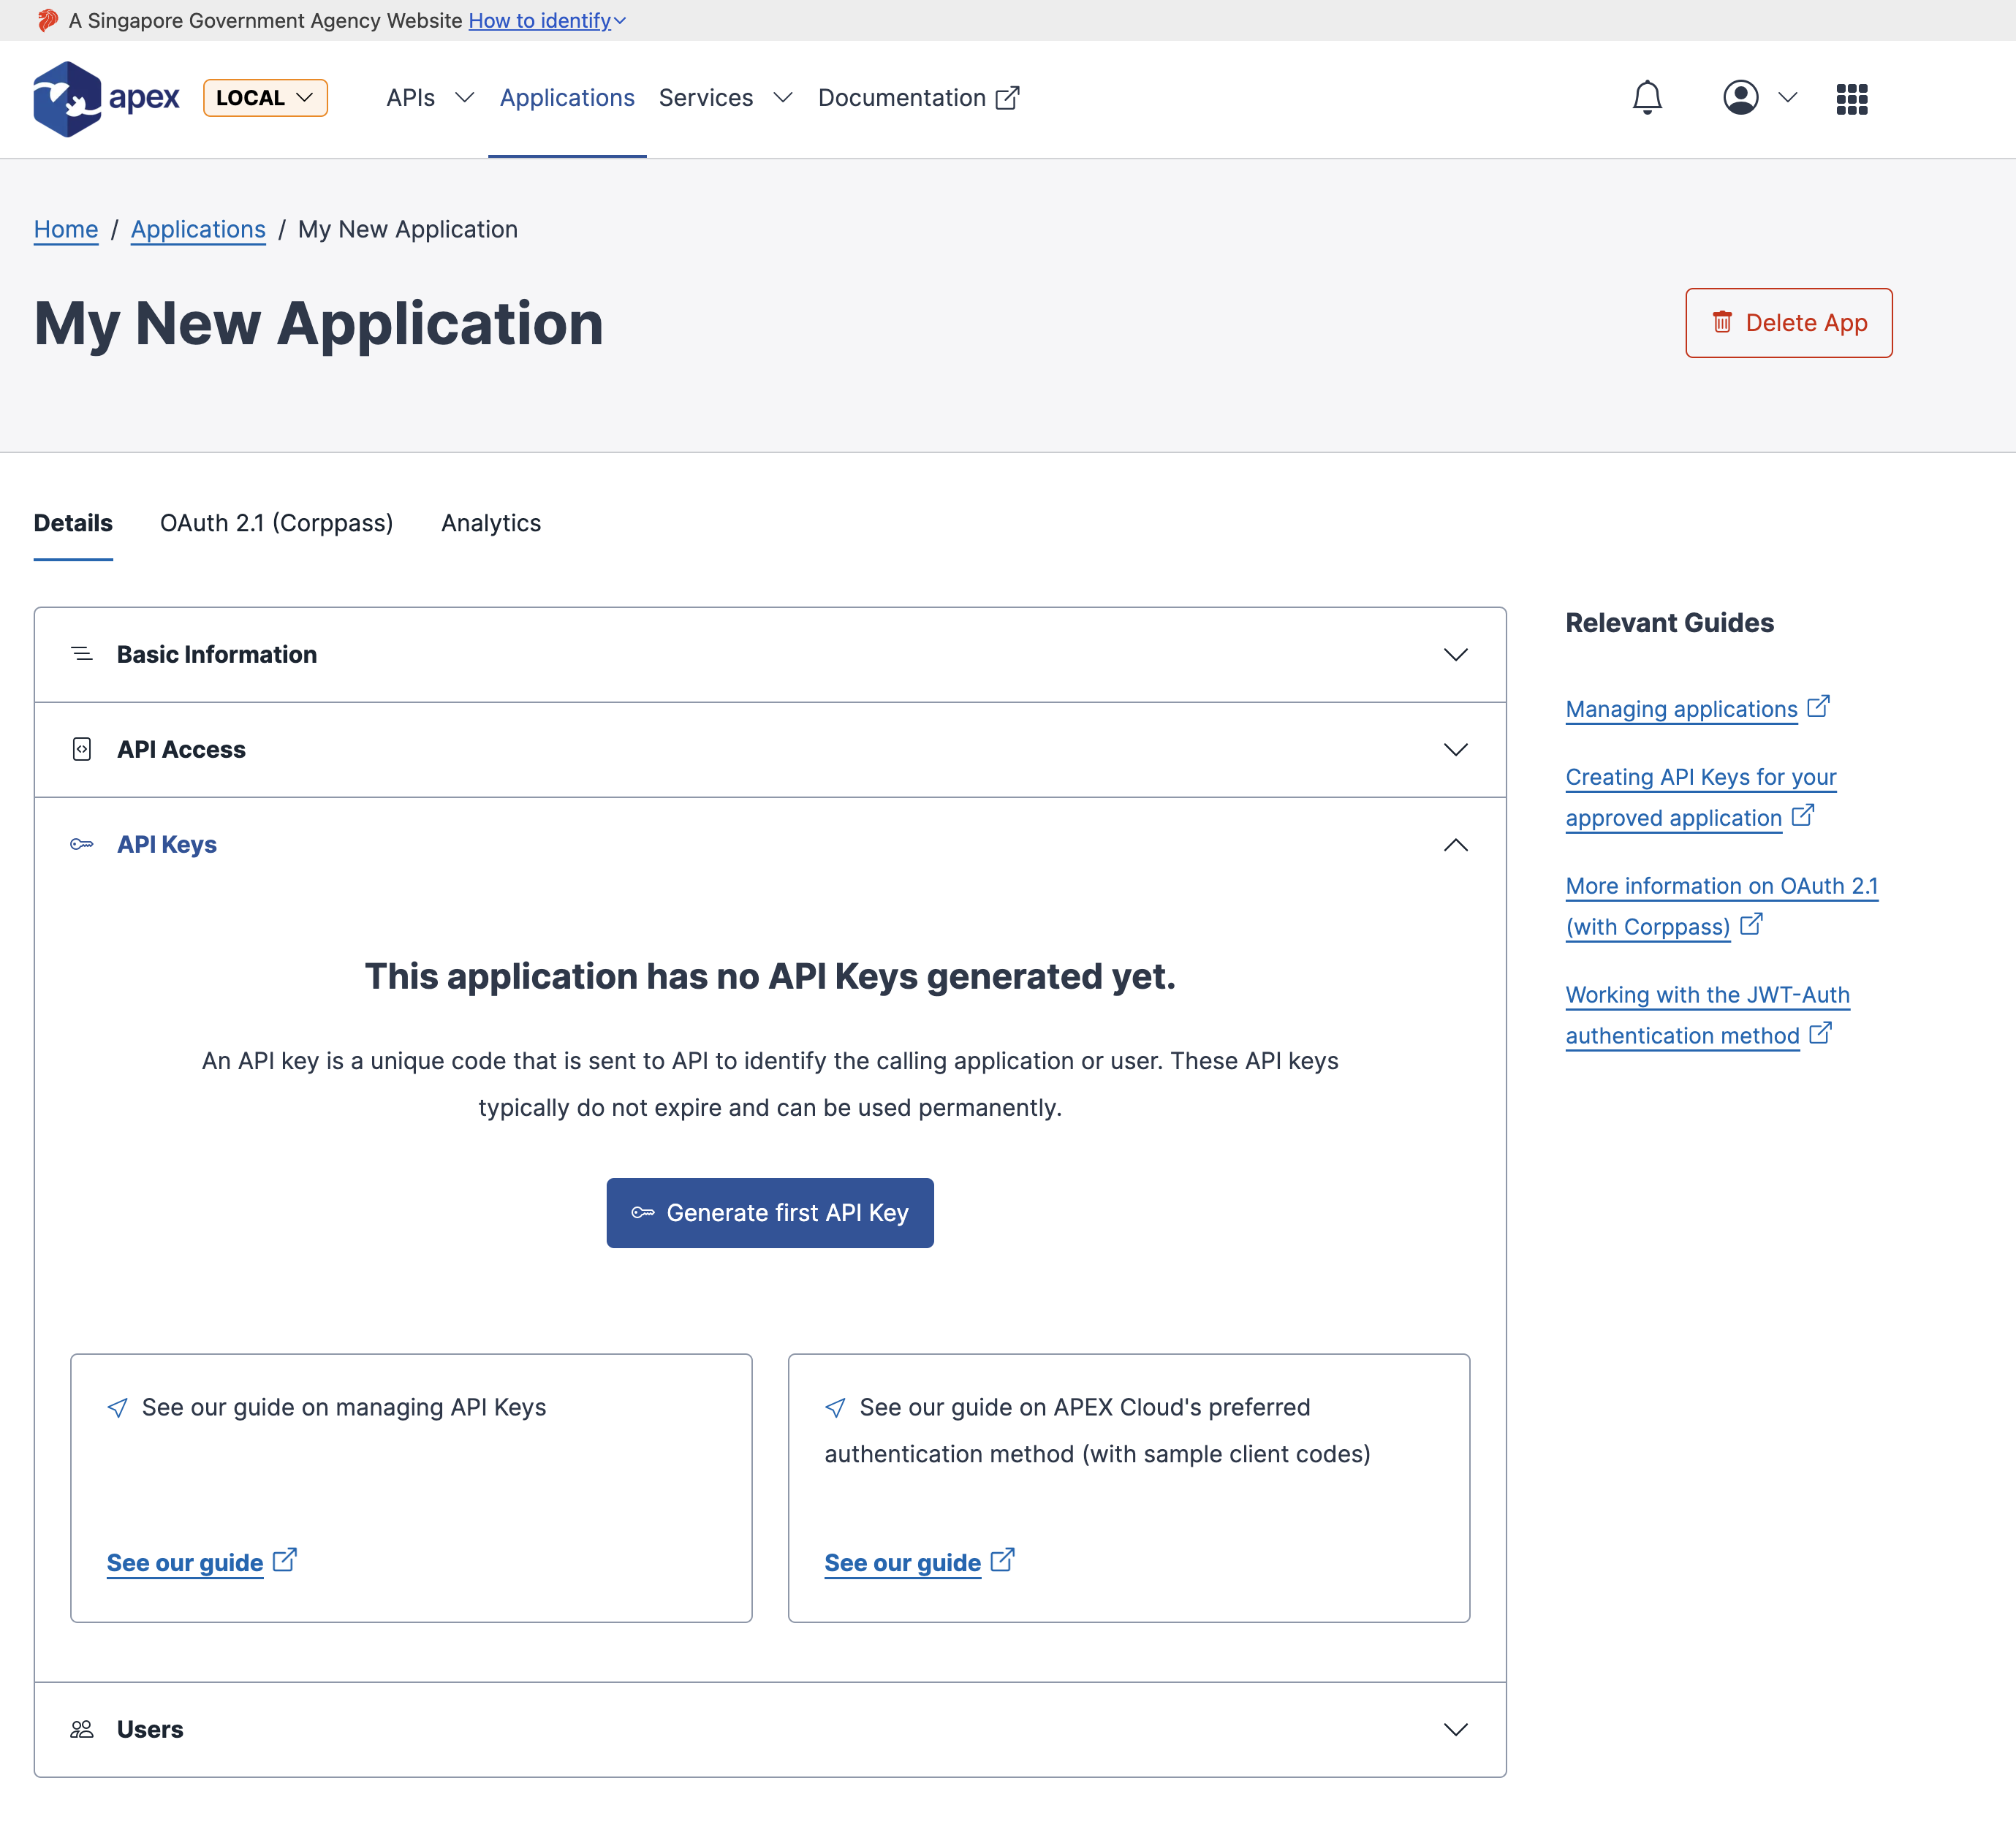 A Singapore Government Agency Website How to identify
apex
LOCAL
APIs
Applications
Services
Documentation
Home / Applications / My New Application
My New Application
Delete App
Details
OAuth 2.1 (Corppass)
Analytics
Basic Information
API Access
API Keys
This application has no API Keys generated yet.
An API key is a unique code that is sent to API to identify the calling application or user. These API keys
typically do not expire and can be used permanently.
Generate first API Key
See our guide on managing API Keys
See our guide
See our guide on APEX Cloud's preferred
authentication method (with sample client codes)
See our guide
Users
Relevant Guides
Managing applications
Creating API Keys for your
approved application
More information on OAuth 2.1
(with Corppass)
Working with the JWT-Auth
authentication method